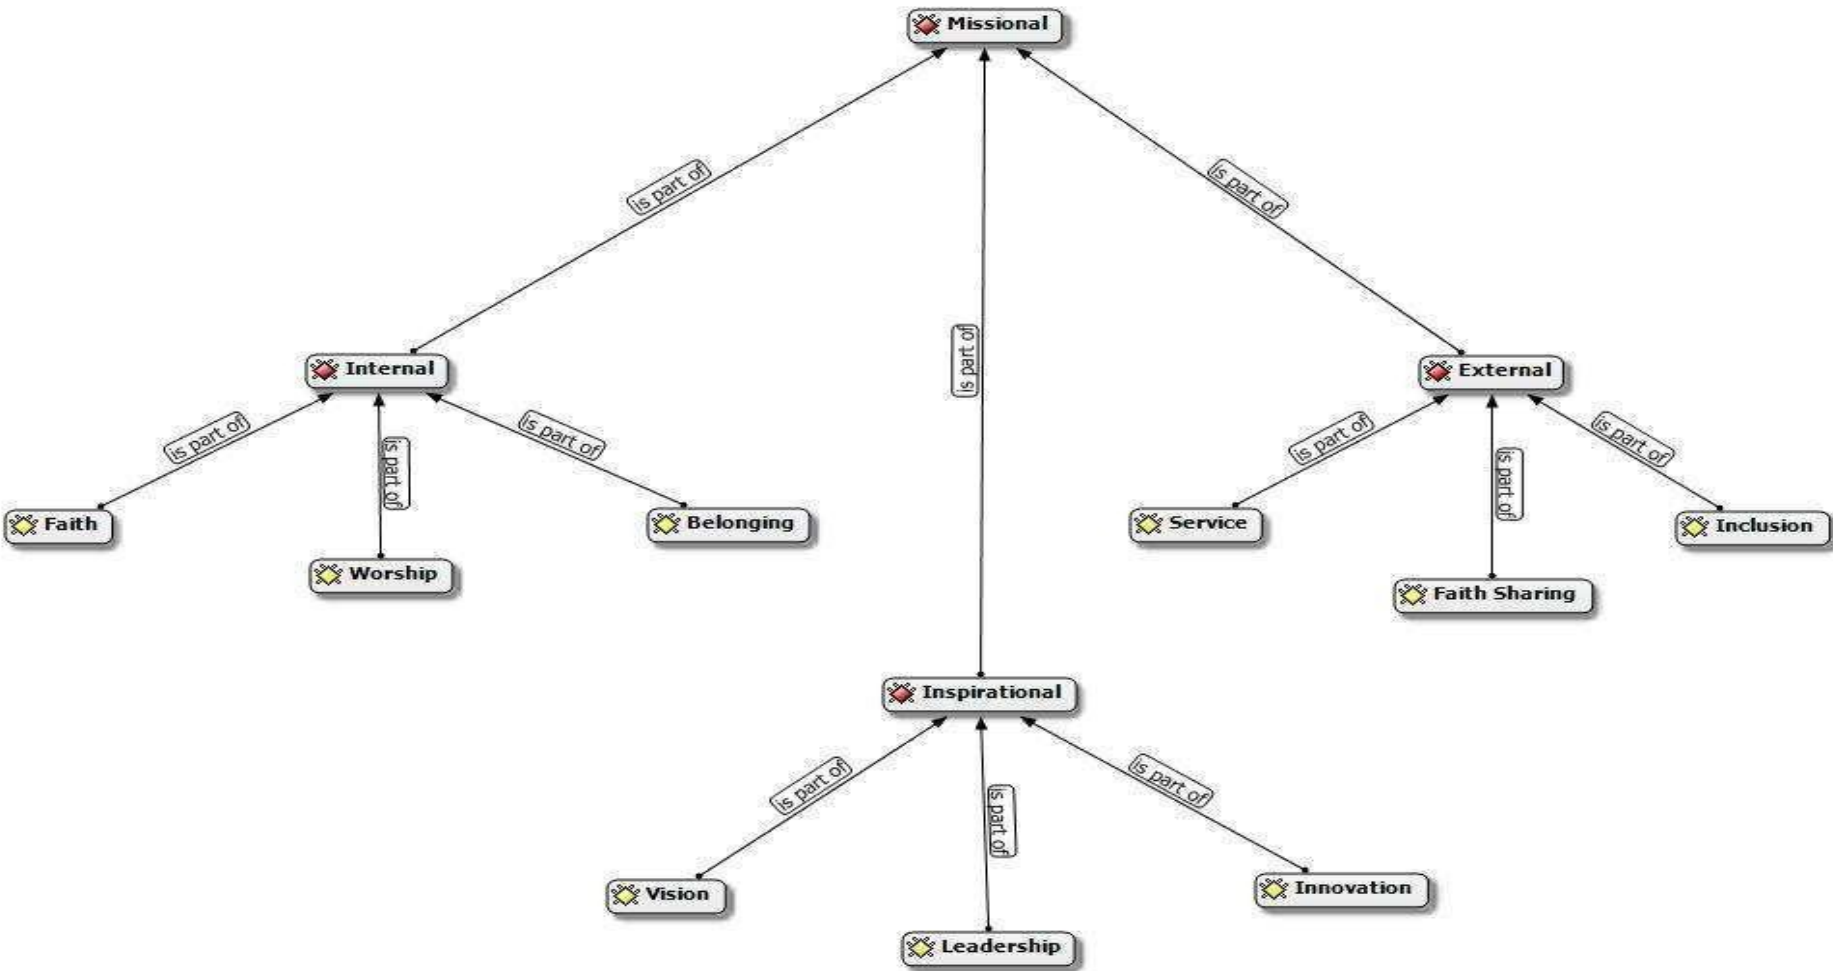 Missional
is part of
is part of
is part of
Internal
External
is part of
is part of
is part of
is part of
is part of
is part of
Faith
Worship
Belonging
Service
Faith Sharing
Inclusion
Inspirational
is part of
is part of
is part of
Vision
Leadership
Innovation